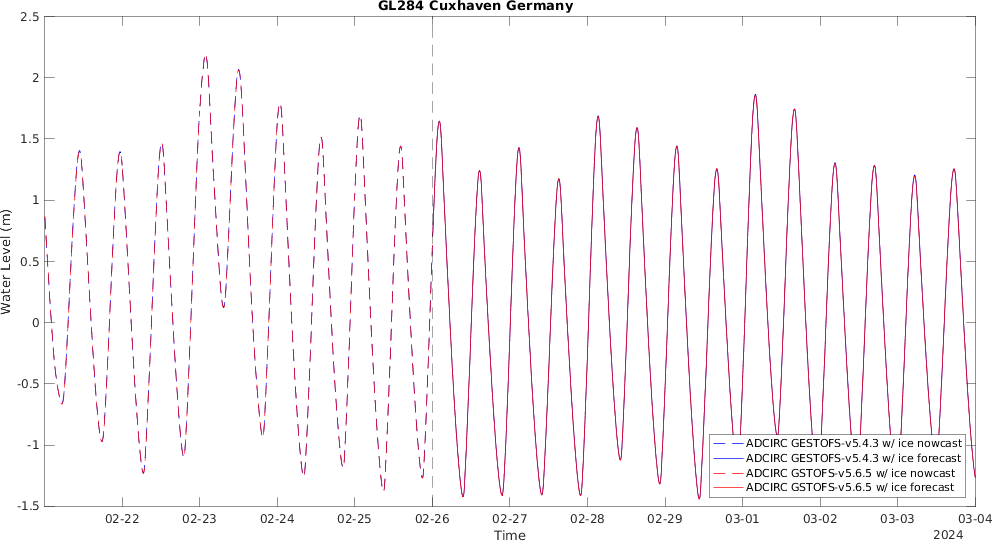 GL284 Cuxhaven Germany
2.5
2
1.5
1
0.5
0
-0.5
-1
-1.5
Water Level (m)
ADCIRC GESTOFS-v5.4.3 w/ ice nowcast
ADCIRC GESTOFS-v5.4.3 w/ ice forecast
ADCIRC GSTOFS-v5.6.5 w/ ice nowcast
ADCIRC GSTOFS-v5.6.5 w/ ice forecast
02-22 02-23 02-24 02-25 02-26 02-27 02-28 02-29 03-01 03-02 03-03 03-04
Time
2024